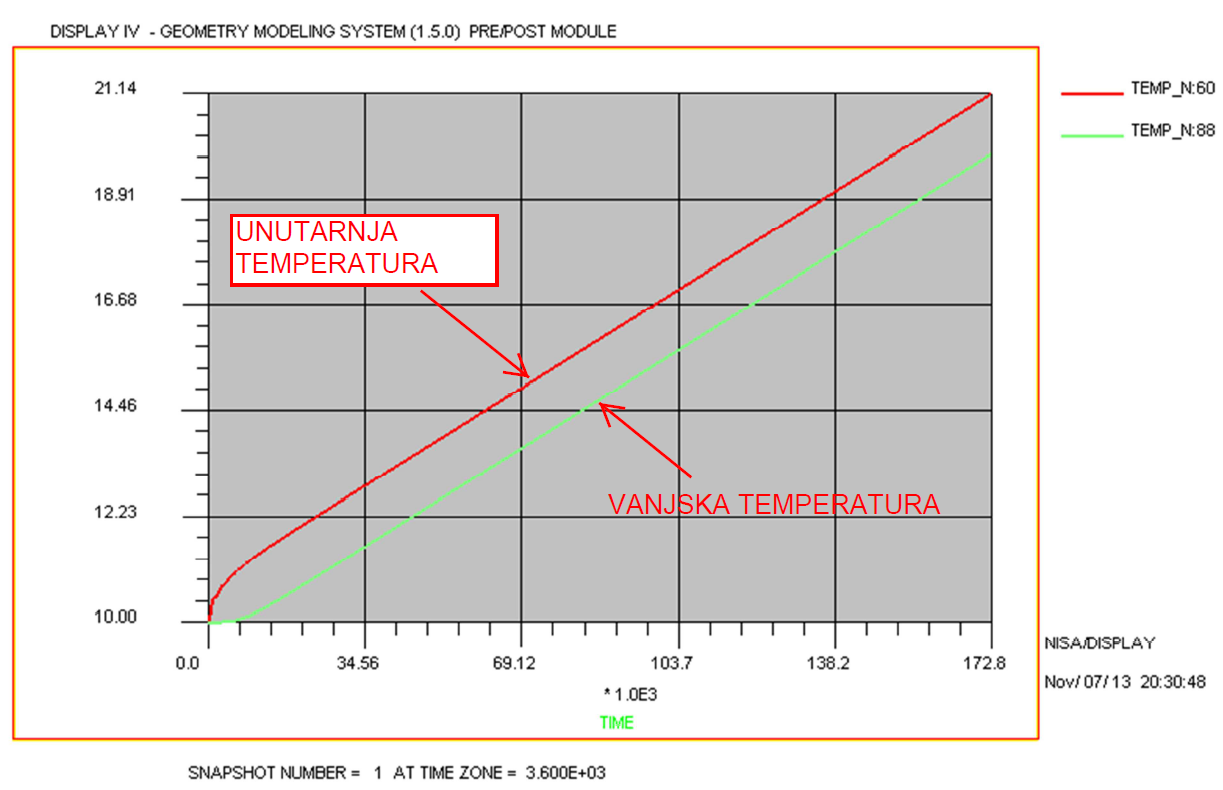 DISPLAY IV - GEOMETRY MODELING SYSTEM (1.5.0) PRE/POST MODULE
21.14
TEMP_N:60
TEMP_N:88
18.91
UNUTARNJA
TEMPERATURA
16.68
14.46
VANJSKA TEMPERATURA
12.23
10.00
0.0 34.56 69.12 103.7 138.2 172.8
* 1.0E3
TIME
NISA/DISPLAY
Nov/ 07/ 13 20:30:48
SNAPSHOT NUMBER = 1 AT TIME ZONE = 3.600E+03